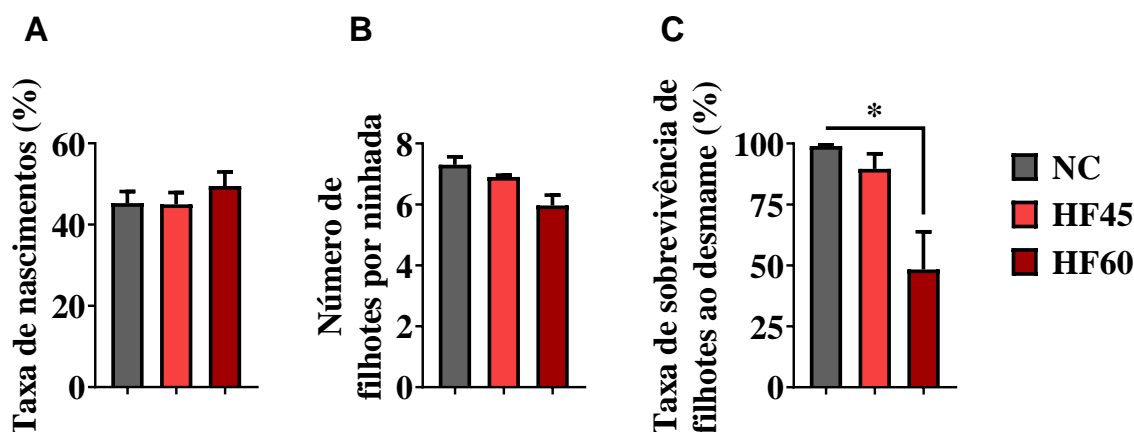 A
B
C
Taxa de nascimentos (%)
60
40
20
0
Número de
filhotes por ninhada
8
6
4
2
0
Taxa de sobrevivência de
filhotes ao desmame (%)
100
75
50
25
0
*
NC
HF45
HF60